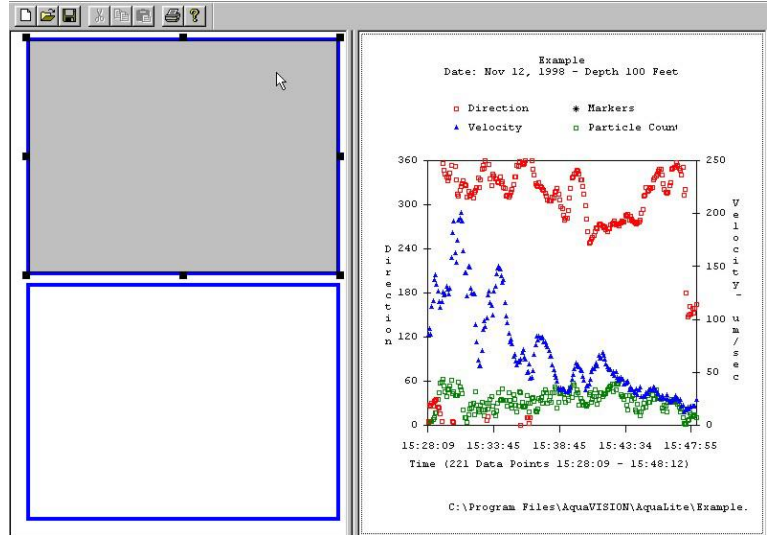 Example
Date: Nov 12, 1998 - Depth 100 Feet
Direction
Markers
Velocity
Particle Coun
360
300
240
180
120
60
0
Direction
250
200
150
100
50
0
Velocity - um/sec
15:28:09 15:33:45 15:38:45 15:43:34 15:47:55
Time (221 Data Points 15:28:09 - 15:48:12)
C:\Program Files\AquaVISION\AquaLite\Example.